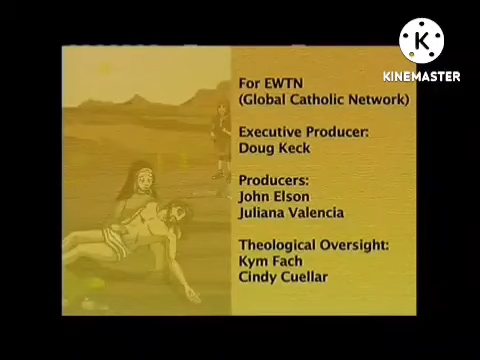 K
KINEMASTER
For EWTN
(Global Catholic Network)
Executive Producer:
Doug Keck
Producers:
John Elson
Juliana Valencia
Theological Oversight:
Kym Fach
Cindy Cuellar